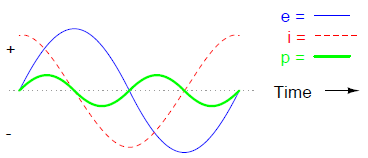 e =
+
i =
p =
Time
-